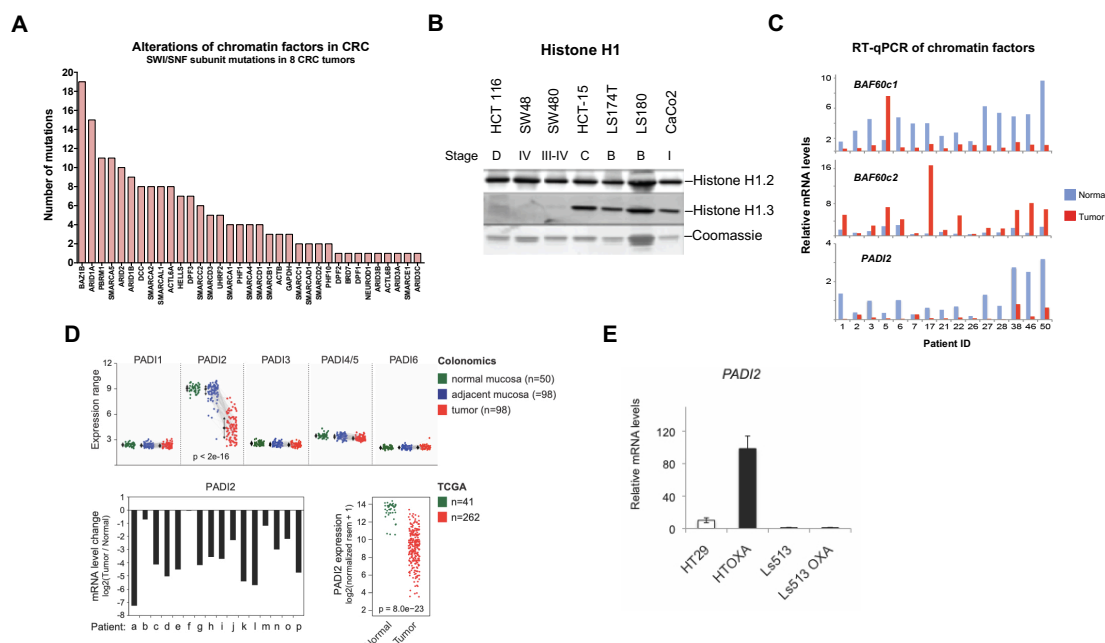 A
Alterations of chromatin factors in CRC
SWI/SNF subunit mutations in 8 CRC tumors
Number of mutations
20
18
16
14
12
10
8
6
4
2
0
BAZ1B
ARID1A
PBRM1
SMARCA5
ARID2
ARID1B
DCC
SMARCA2
SMARCAL1
ACTL6A
HELLS
DPF3
SMARCC2
SMARCD3
UHRF2
SMARCA1
PHF1
SMARCA4
SMARCD1
SMARCB1
ACTB
GAPDH
SMARCC1
SMARCAD1
SMARCD2
PHF10
DPF2
BRD7
DPF1
NEUROD1
ARID3B
ACTL6B
ARID3A
SMARCE1
ARID3C
B
Histone H1
HCT 116
SW48
SW480
HCT-15
LS174T
LS180
CaCo2
Stage D IV III-IV C B B I
Histone H1.2
Histone H1.3
Coomassie
C
RT-qPCR of chromatin factors
Relative mRNA levels
BAF60c1
10
6
2
0
BAF60c2
16
8
0
PADI2
4
2
0
1 2 3 5 6 7 17 21 22 26 27 28 38 46 50
Patient ID
Norma
Tumor
D
PADI1 PADI2 PADI3 PADI4/5 PADI6
Expression range
12
9
6
3
p < 2e-16
Colonomics
normal mucosa (n=50)
adjacent mucosa (=98)
tumor (n=98)
PADI2
mRNA level change
log2(Tumor / Normal)
1
0
-1
-2
-3
-4
-5
-6
-7
-8
Patient: a b c d e f g h i j k l m n o p
TCGA
n=41
n=262
PADI2 expression
log2(normalized rsem + 1)
14
12
10
8
6
4
2
p = 8.0e−23
Normal
Tumor
E
PADI2
Relative mRNA levels
120
80
40
0
HT29
HTOXA
Ls513
Ls513 OXA